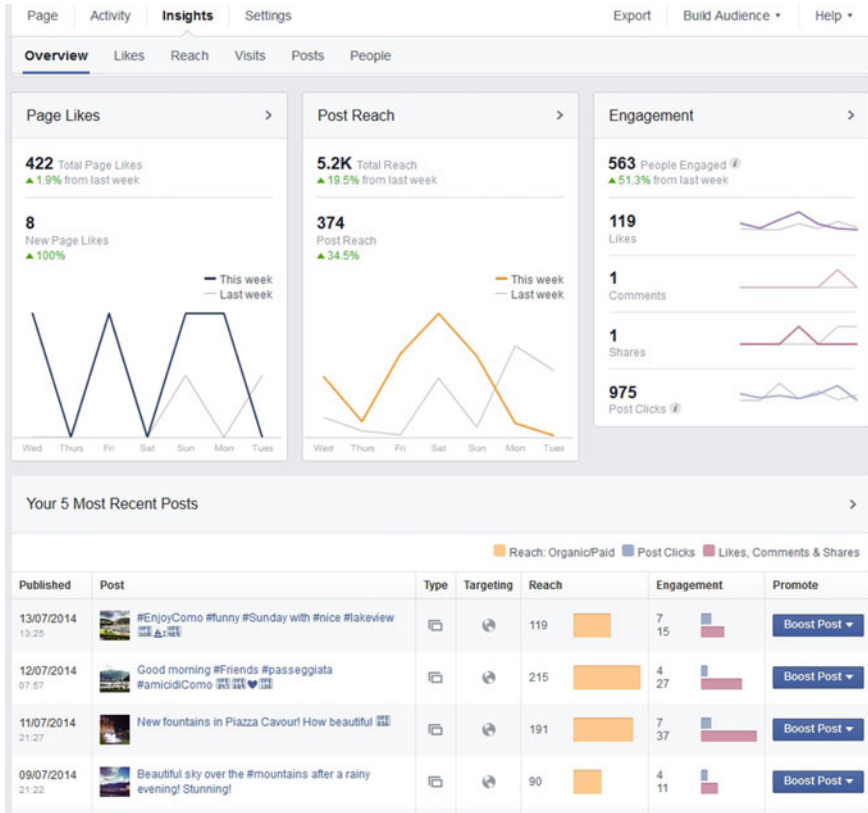 Page Activity Insights Settings Export Build Audience Help
Overview Likes Reach Visits Posts People
Page Likes
422 Total Page Likes
1.9% from last week
8
New Page Likes
100%
This week
Last week
Wed Thurs Fri Sat Sun Mon Tues
Post Reach
5.2K Total Reach
19.5% from last week
374
Post Reach
34.5%
This week
Last week
Wed Thurs Fri Sat Sun Mon Tues
Engagement
563 People Engaged i
51.3% from last week
119
Likes
1
Comments
1
Shares
975
Post Clicks i
Your 5 Most Recent Posts
Reach: Organic/Paid Post Clicks Likes, Comments & Shares
Published Post Type Targeting Reach Engagement Promote
13/07/2014
13:25
#EnjoyComo #funny #Sunday with #nice #lakeview
119
7
15
Boost Post
12/07/2014
07:57
Good morning #Friends #passeggiata
#amicidiComo
215
4
27
Boost Post
11/07/2014
21:27
New fountains in Piazza Cavour! How beautiful
191
7
37
Boost Post
09/07/2014
21:22
Beautiful sky over the #mountains after a rainy
evening! Stunning!
90
4
11
Boost Post